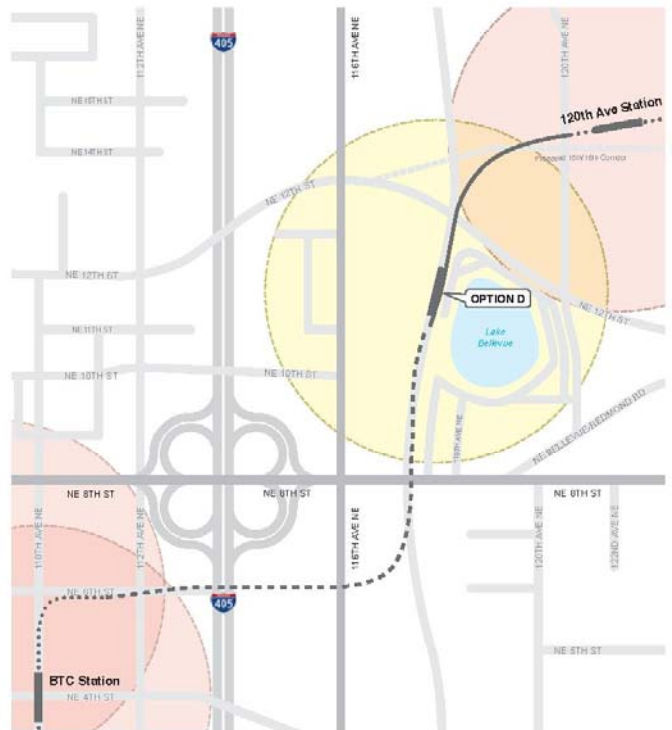 112TH AVE NE
405
116TH AVE NE
120TH AVE NE
NE 15TH ST
120th Ave Station
NE 14TH ST
NE 12TH ST
NE 12TH ST
OPTION D
NE 12TH ST
NE 11TH ST
Lake
Bellevue
NE 10TH ST
NE 10TH ST
NE BELLEVUE-REDMOND RD
NE 8TH ST
NE 8TH ST
NE 8TH ST
110TH AVE NE
112TH AVE NE
116TH AVE NE
120TH AVE NE
122ND AVE NE
NE 6TH ST
405
BTC Station
NE 5TH ST
NE 4TH ST